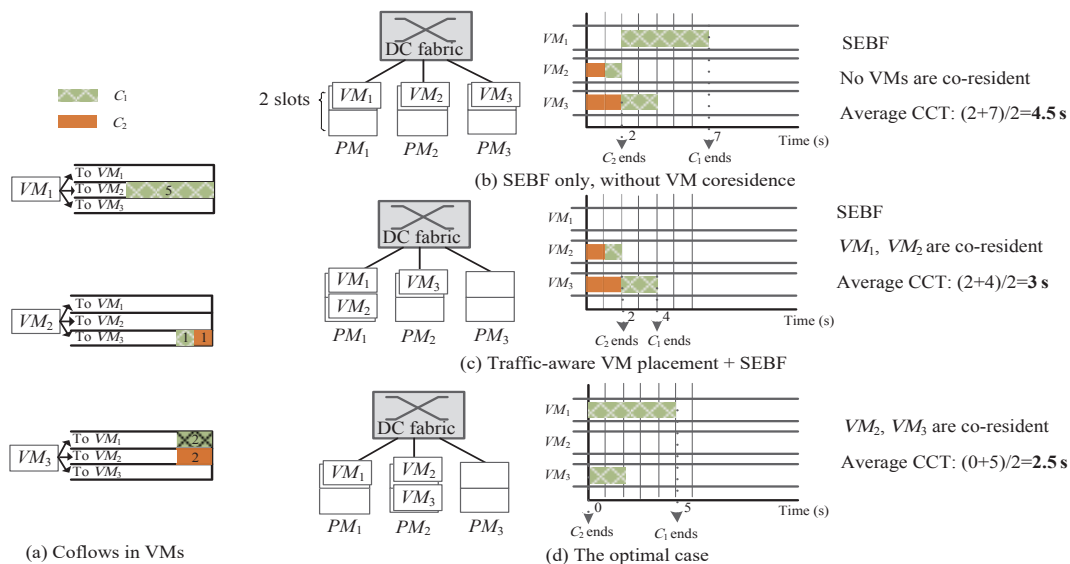 C1
C2
VM1
To VM1
To VM2
To VM3
5
VM2
To VM1
To VM2
To VM3
1
1
VM3
To VM1
To VM2
To VM3
2
2
(a) Coflows in VMs
DC fabric
2 slots
VM1
VM2
VM3
PM1
PM2
PM3
VM1
VM2
VM3
2
7
Time (s)
C2 ends
C1 ends
SEBF
No VMs are co-resident
Average CCT: (2+7)/2=4.5 s
(b) SEBF only, without VM coresidence
DC fabric
VM1
VM2
VM3
PM1
PM2
PM3
VM1
VM2
VM3
2
4
Time (s)
C2 ends
C1 ends
SEBF
VM1, VM2 are co-resident
Average CCT: (2+4)/2=3 s
(c) Traffic-aware VM placement + SEBF
DC fabric
VM1
VM2
VM3
PM1
PM2
PM3
VM1
VM2
VM3
0
5
Time (s)
C2 ends
C1 ends
VM2, VM3 are co-resident
Average CCT: (0+5)/2=2.5 s
(d) The optimal case